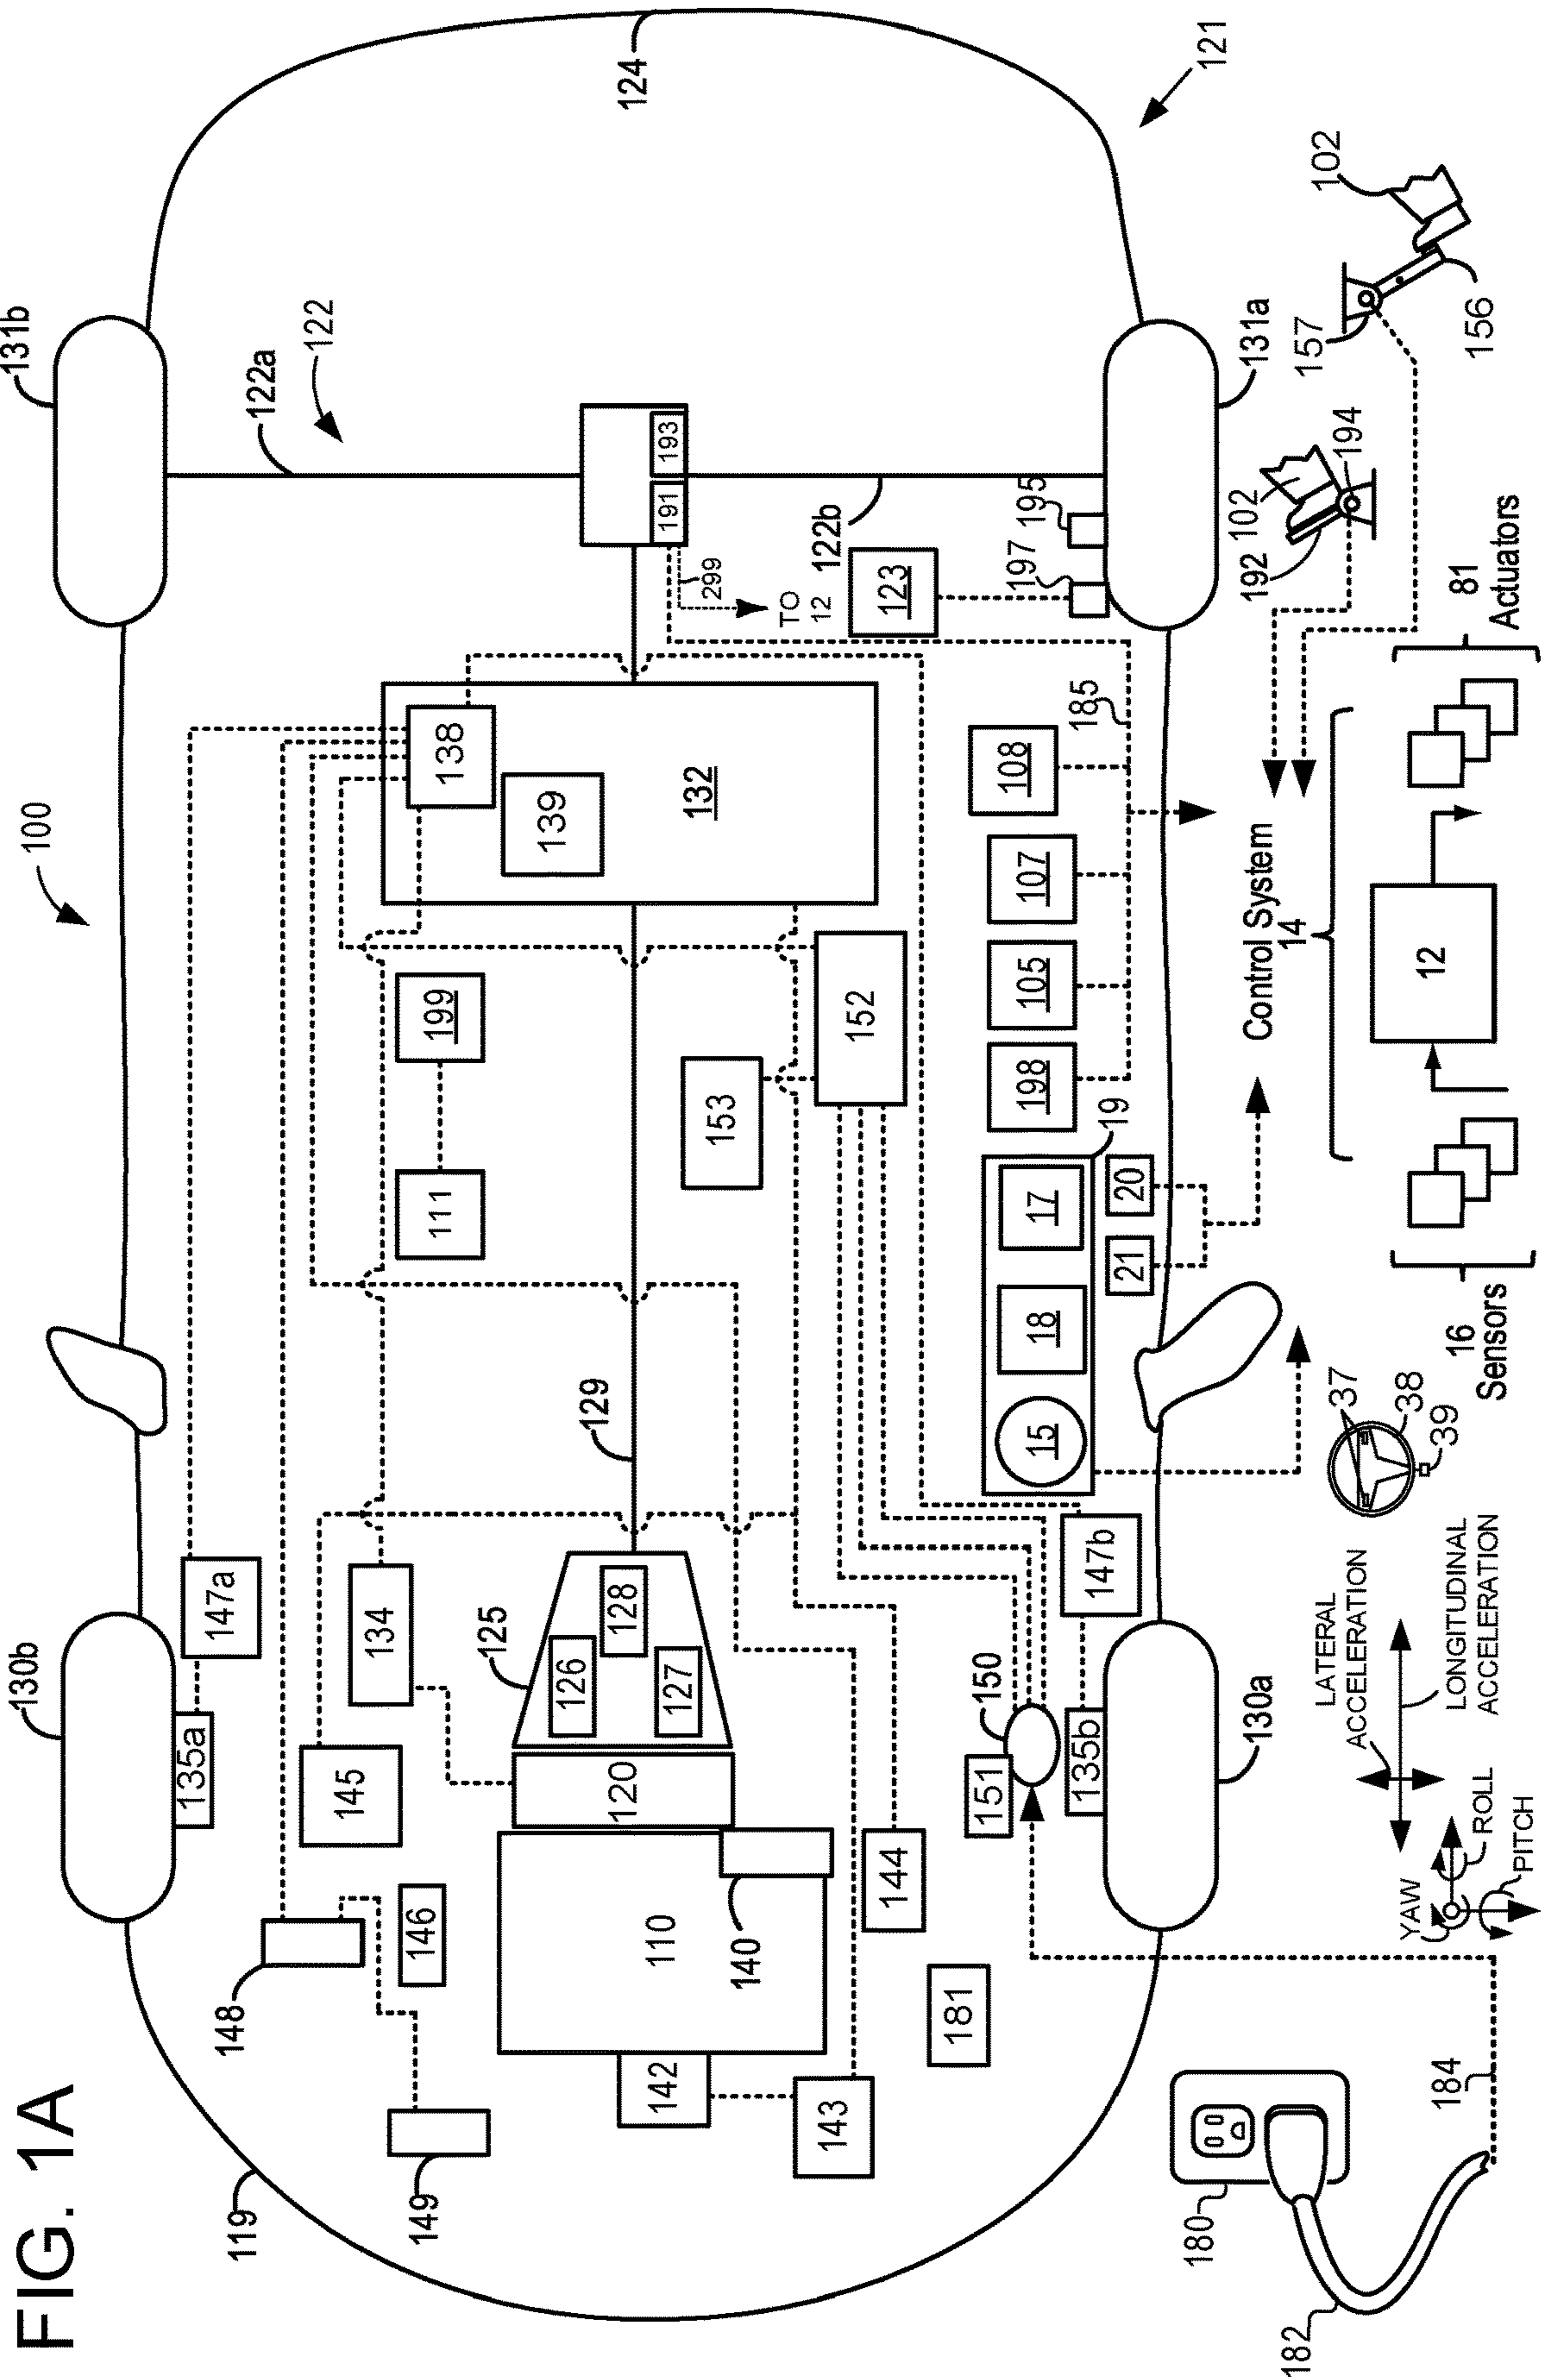 FIG. 1A
100
119
124
121
130b
131b
122a
122
135a
147a
148
149
146
145
134
111
199
138
139
132
193
191
299
TO
12
122b
123
197
195
125
126
128
127
129
120
110
140
142
143
144
181
153
152
150
151
135b
147b
130a
131a
15
18
17
19
21
20
198
105
107
108
185
180
182
184
YAW
ROLL
PITCH
LATERAL
ACCELERATION
LONGITUDINAL
ACCELERATION
37
38
39
Control System
14
16
Sensors
12
81
Actuators
192
102
194
157
156
102